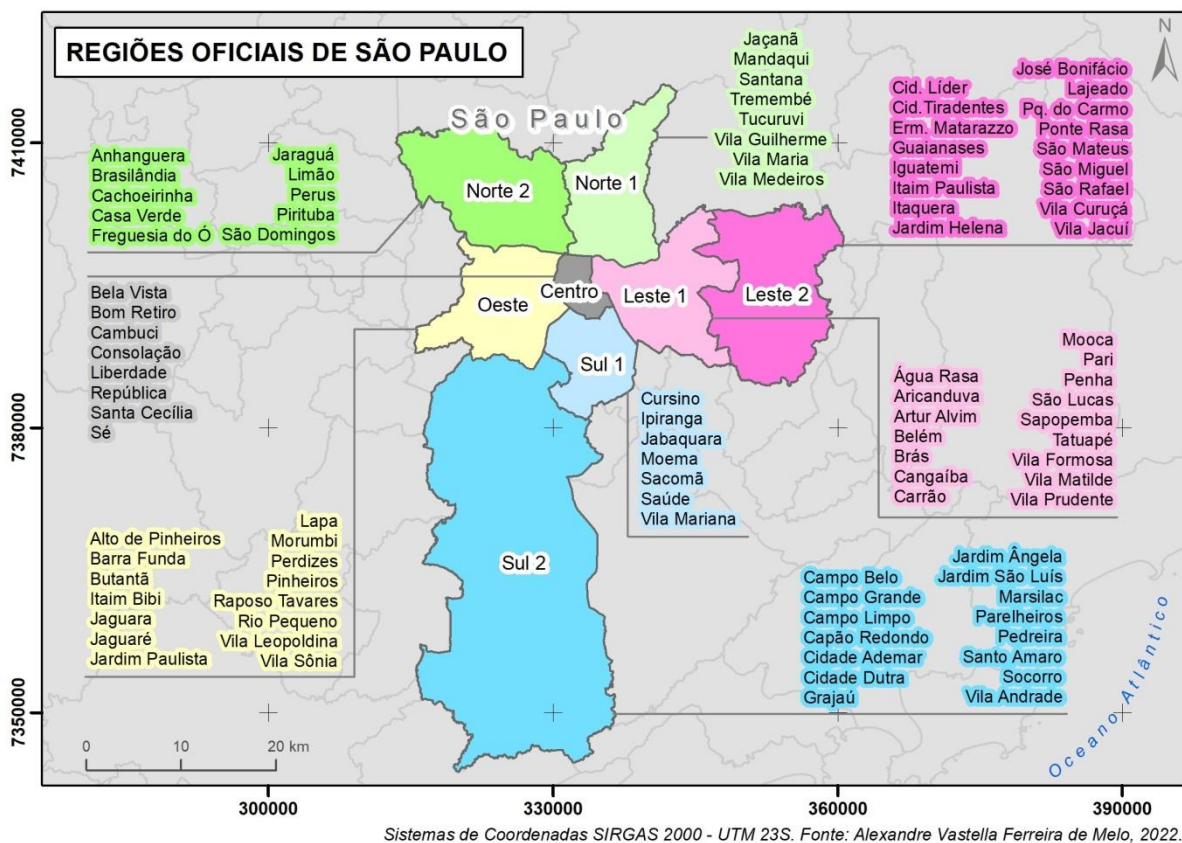 REGIÕES OFICIAIS DE SÃO PAULO
N
São Paulo
Norte 2
Norte 1
Oeste
Centro
Leste 1
Leste 2
Sul 1
Sul 2
Anhanguera
Brasilândia
Cachoeirinha
Casa Verde
Freguesia do Ó
Jaraguá
Limão
Perus
Pirituba
São Domingos
Jaçanã
Mandaqui
Santana
Tremembé
Tucuruvi
Vila Guilherme
Vila Maria
Vila Medeiros
Cid. Líder
Cid.Tiradentes
Erm. Matarazzo
Guaianases
Iguatemi
Itaim Paulista
Itaquera
Jardim Helena
José Bonifácio
Lajeado
Pq. do Carmo
Ponte Rasa
São Mateus
São Miguel
São Rafael
Vila Curuçá
Vila Jacuí
Bela Vista
Bom Retiro
Cambuci
Consolação
Liberdade
República
Santa Cecília
Sé
Cursino
Ipiranga
Jabaquara
Moema
Sacomã
Saúde
Vila Mariana
Água Rasa
Aricanduva
Artur Alvim
Belém
Brás
Cangaíba
Carrão
Mooca
Pari
Penha
São Lucas
Sapopemba
Tatuapé
Vila Formosa
Vila Matilde
Vila Prudente
Alto de Pinheiros
Barra Funda
Butantã
Itaim Bibi
Jaguara
Jaguaré
Jardim Paulista
Lapa
Morumbi
Perdizes
Pinheiros
Raposo Tavares
Rio Pequeno
Vila Leopoldina
Vila Sônia
Campo Belo
Campo Grande
Campo Limpo
Capão Redondo
Cidade Ademar
Cidade Dutra
Grajaú
Jardim Ângela
Jardim São Luís
Marsilac
Parelheiros
Pedreira
Santo Amaro
Socorro
Vila Andrade
Oceano Atlântico
0 10 20 km
7410000
7380000
7350000
300000 330000 360000 390000
Sistemas de Coordenadas SIRGAS 2000 - UTM 23S. Fonte: Alexandre Vastella Ferreira de Melo, 2022.